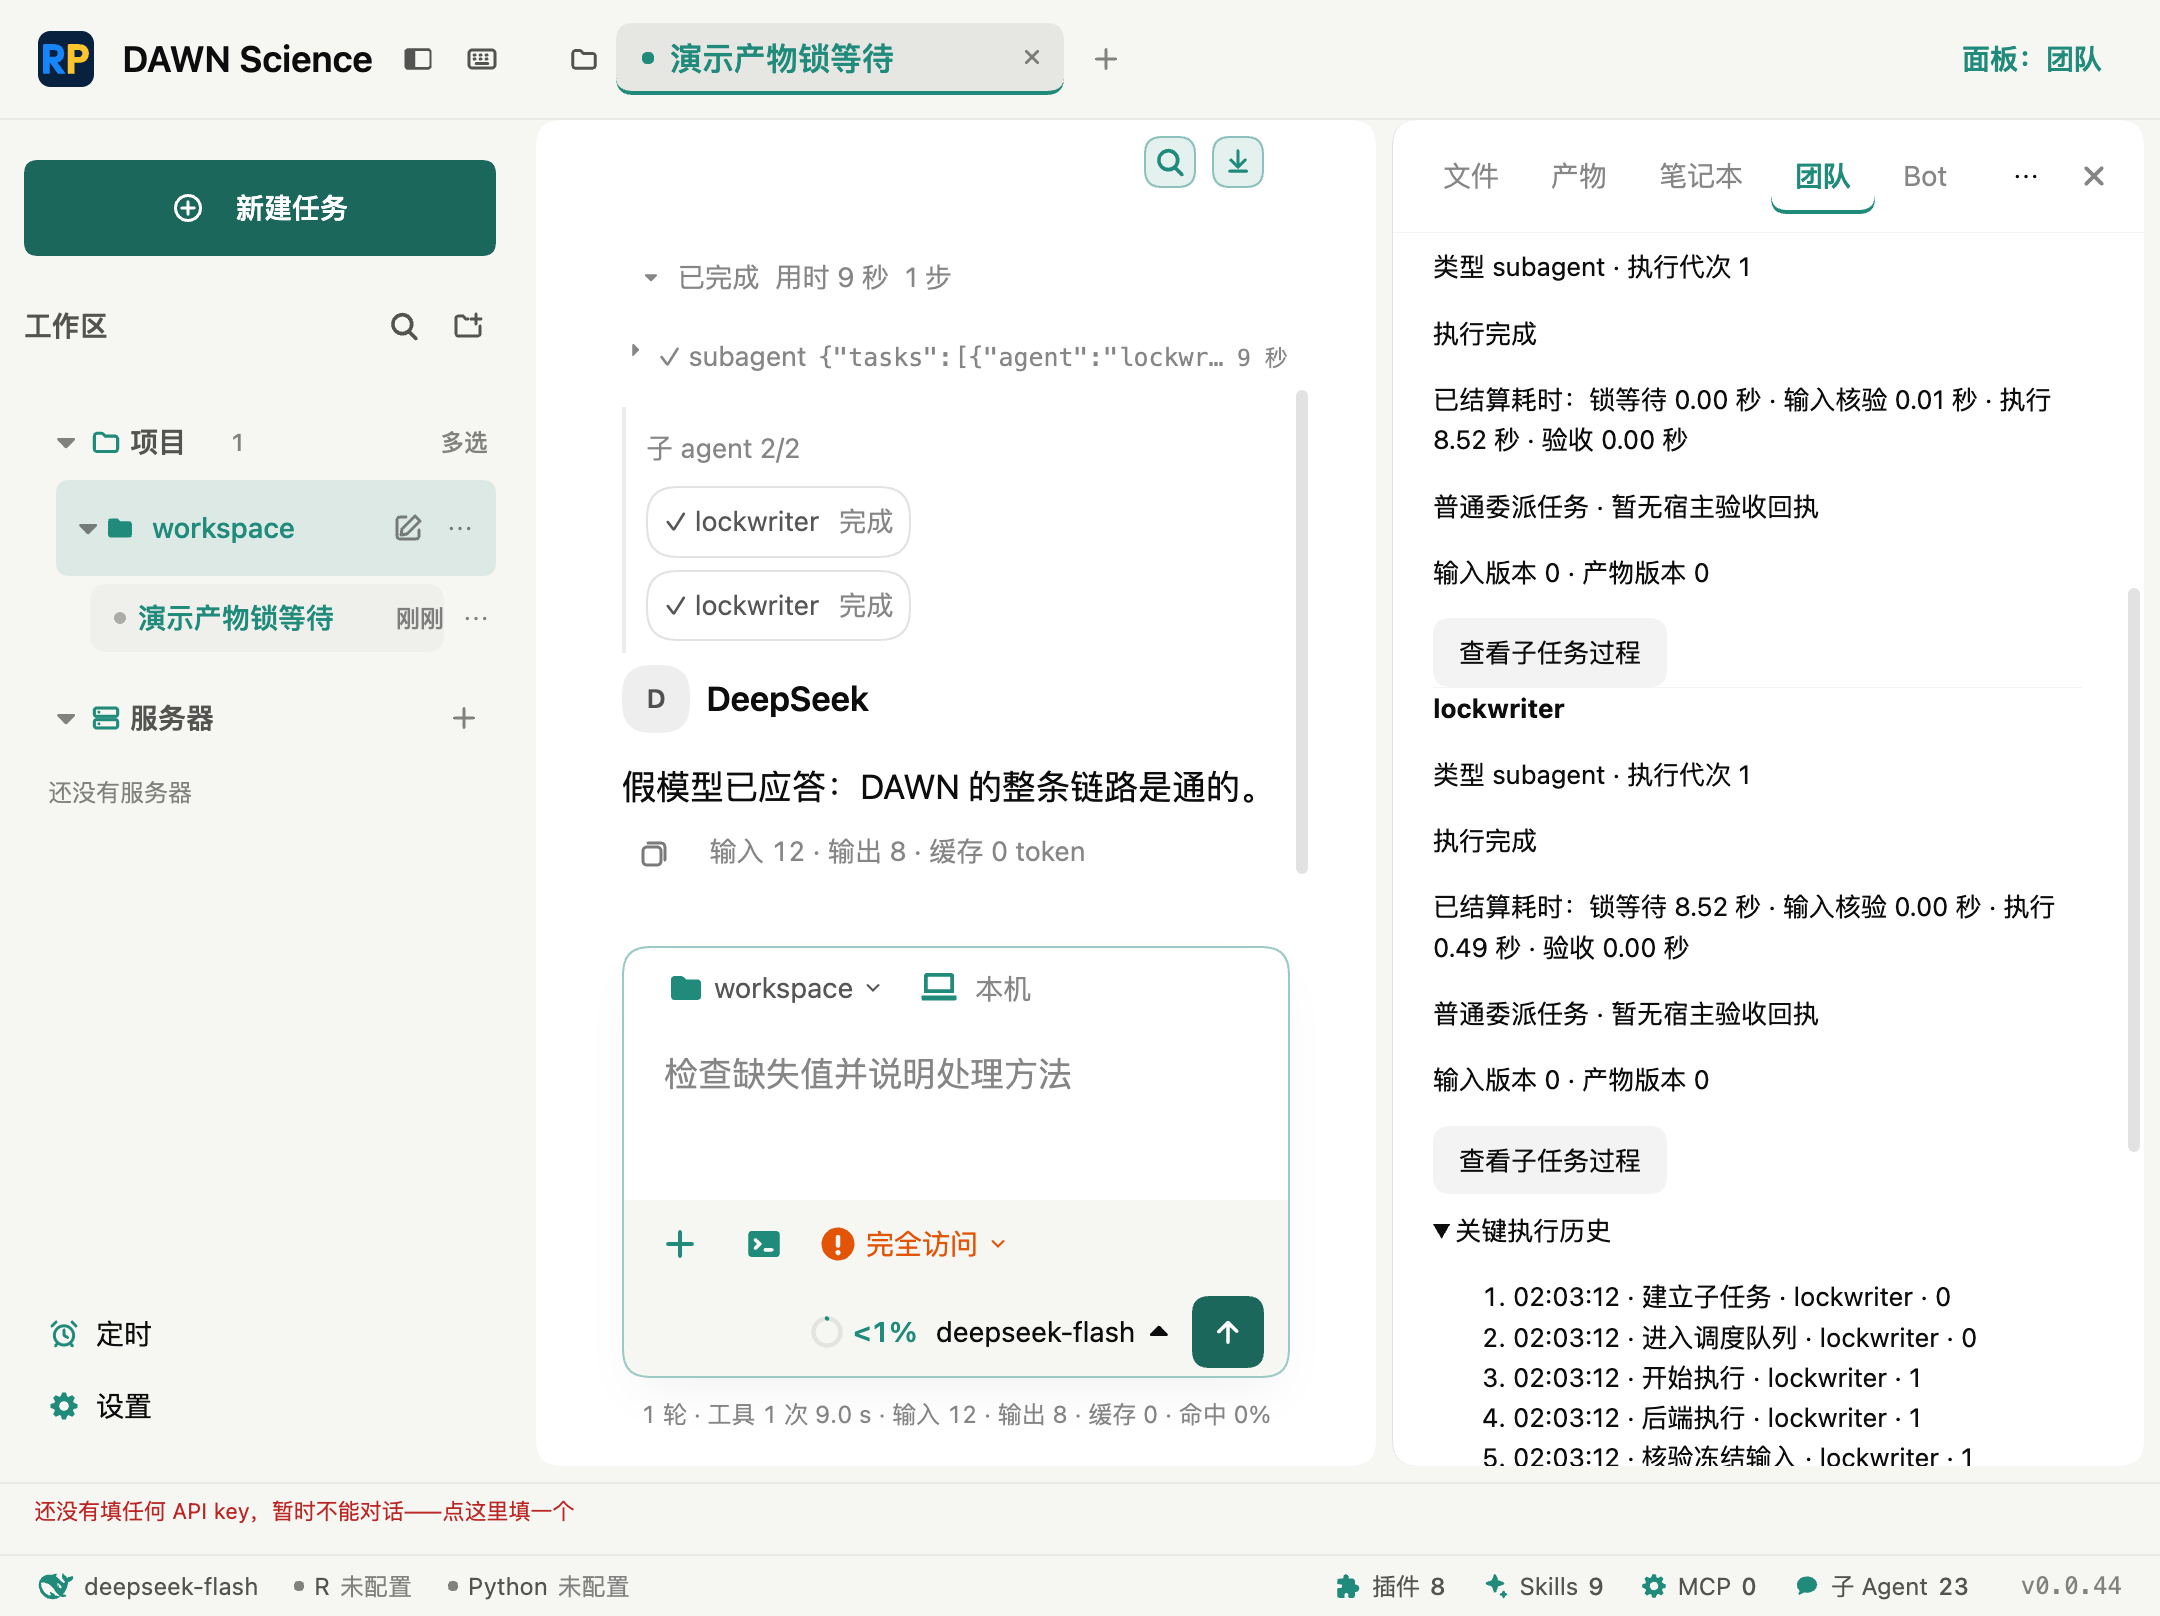 RP DAWN Science
演示产物锁等待
面板：团队
新建任务
工作区
项目 1 多选
workspace
演示产物锁等待 刚刚
服务器
还没有服务器
定时
设置
已完成 用时 9 秒 1 步
subagent {"tasks":[{"agent":"lockwr… 9 秒
子 agent 2/2
lockwriter 完成
lockwriter 完成
D DeepSeek
假模型已应答：DAWN 的整条链路是通的。
输入 12 · 输出 8 · 缓存 0 token
workspace 本机
检查缺失值并说明处理方法
完全访问
<1% deepseek-flash
1 轮 · 工具 1 次 9.0 s · 输入 12 · 输出 8 · 缓存 0 · 命中 0%
文件 产物 笔记本 团队 Bot
类型 subagent · 执行代次 1
执行完成
已结算耗时：锁等待 0.00 秒 · 输入核验 0.01 秒 · 执行
8.52 秒 · 验收 0.00 秒
普通委派任务 · 暂无宿主验收回执
输入版本 0 · 产物版本 0
查看子任务过程
lockwriter
类型 subagent · 执行代次 1
执行完成
已结算耗时：锁等待 8.52 秒 · 输入核验 0.00 秒 · 执行
0.49 秒 · 验收 0.00 秒
普通委派任务 · 暂无宿主验收回执
输入版本 0 · 产物版本 0
查看子任务过程
关键执行历史
1. 02:03:12 · 建立子任务 · lockwriter · 0
2. 02:03:12 · 进入调度队列 · lockwriter · 0
3. 02:03:12 · 开始执行 · lockwriter · 1
4. 02:03:12 · 后端执行 · lockwriter · 1
5. 02:03:12 · 核验冻结输入 · lockwriter · 1
还没有填任何 API key，暂时不能对话——点这里填一个
deepseek-flash R 未配置 Python 未配置
插件 8 Skills 9 MCP 0 子 Agent 23 v0.0.44